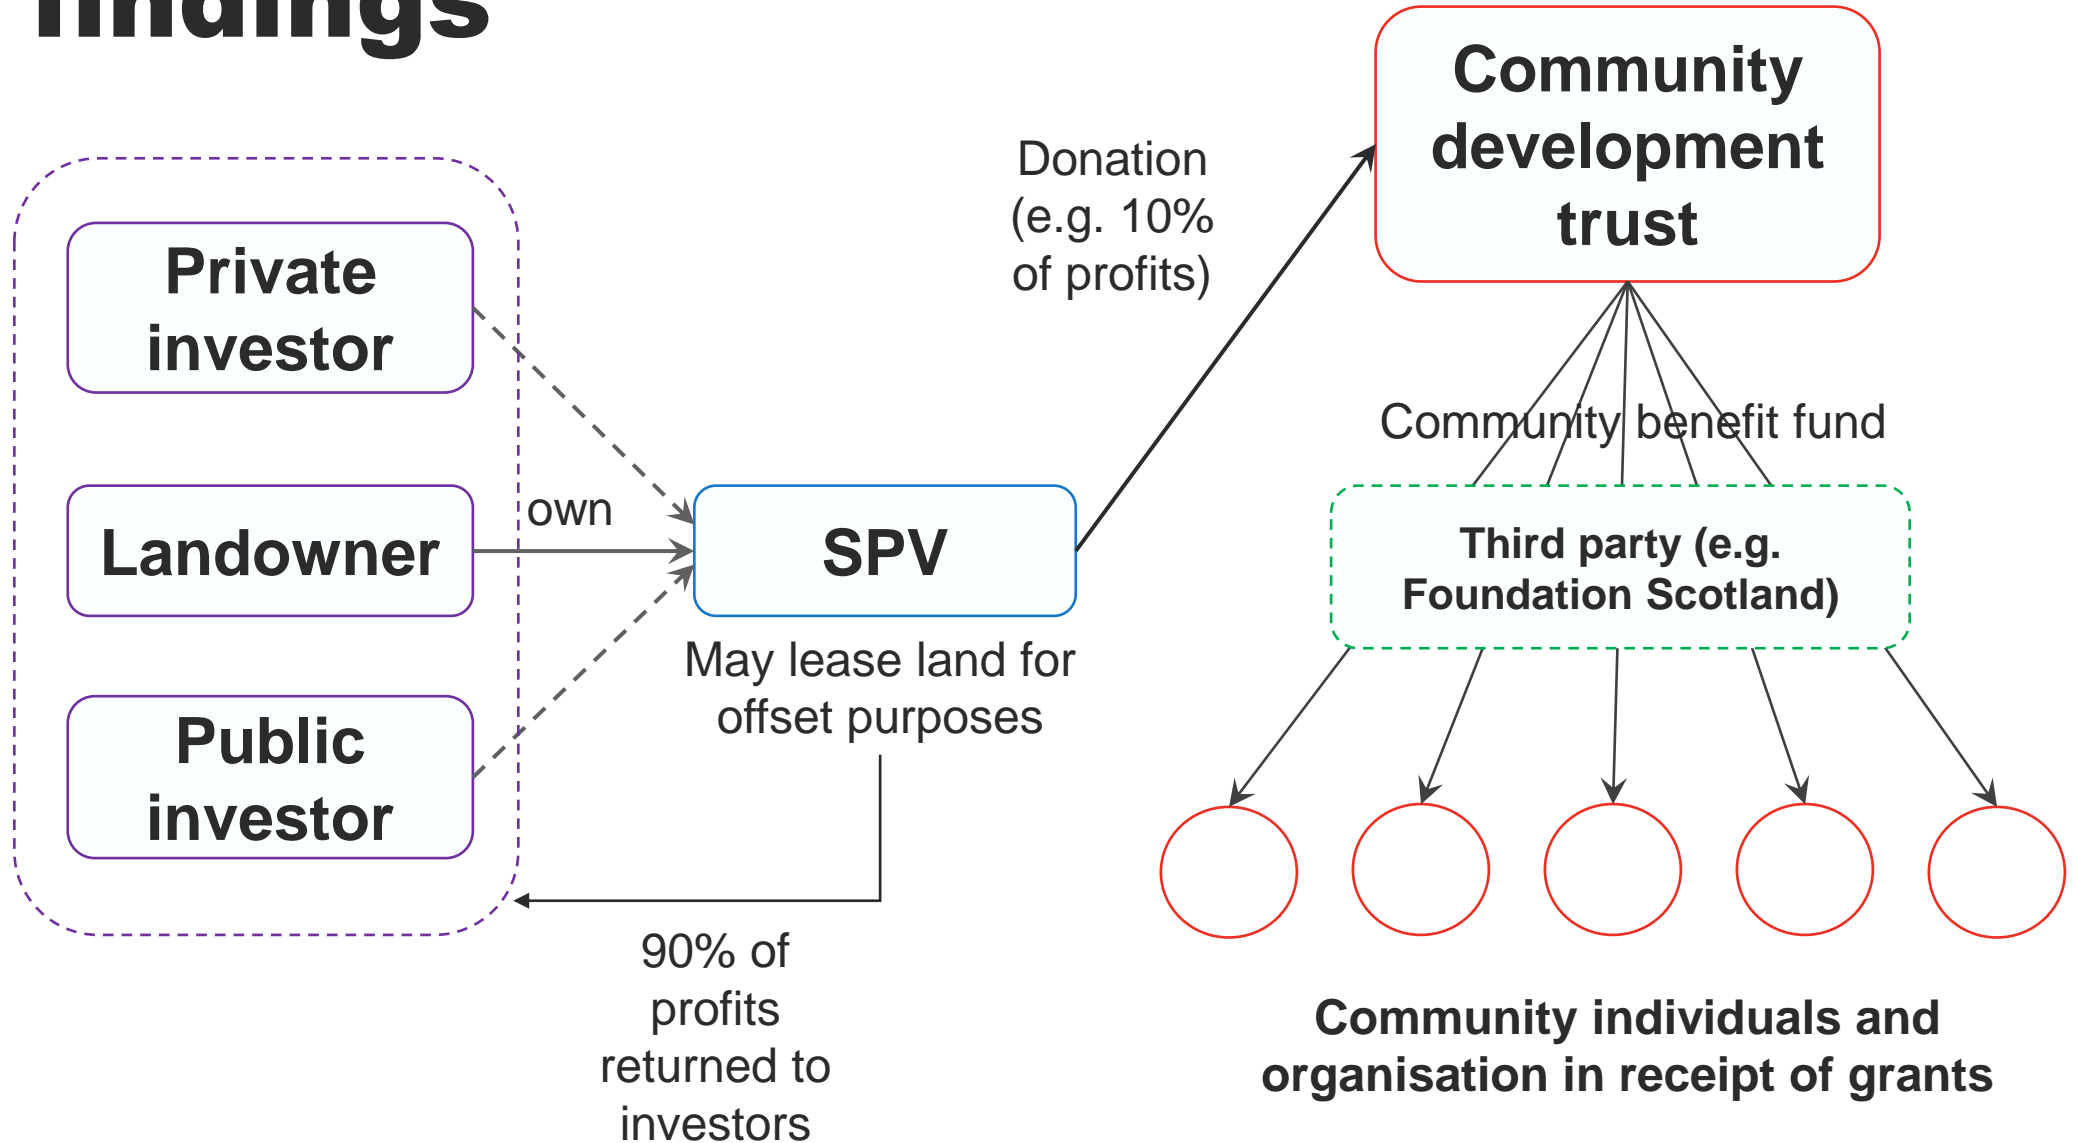 findings
Private
investor
Landowner
Public
investor
own
SPV
May lease land for
offset purposes
90% of
profits
returned to
investors
Donation
(e.g. 10%
of profits)
Community
development
trust
Community benefit fund
Third party (e.g.
Foundation Scotland)
Community individuals and
organisation in receipt of grants